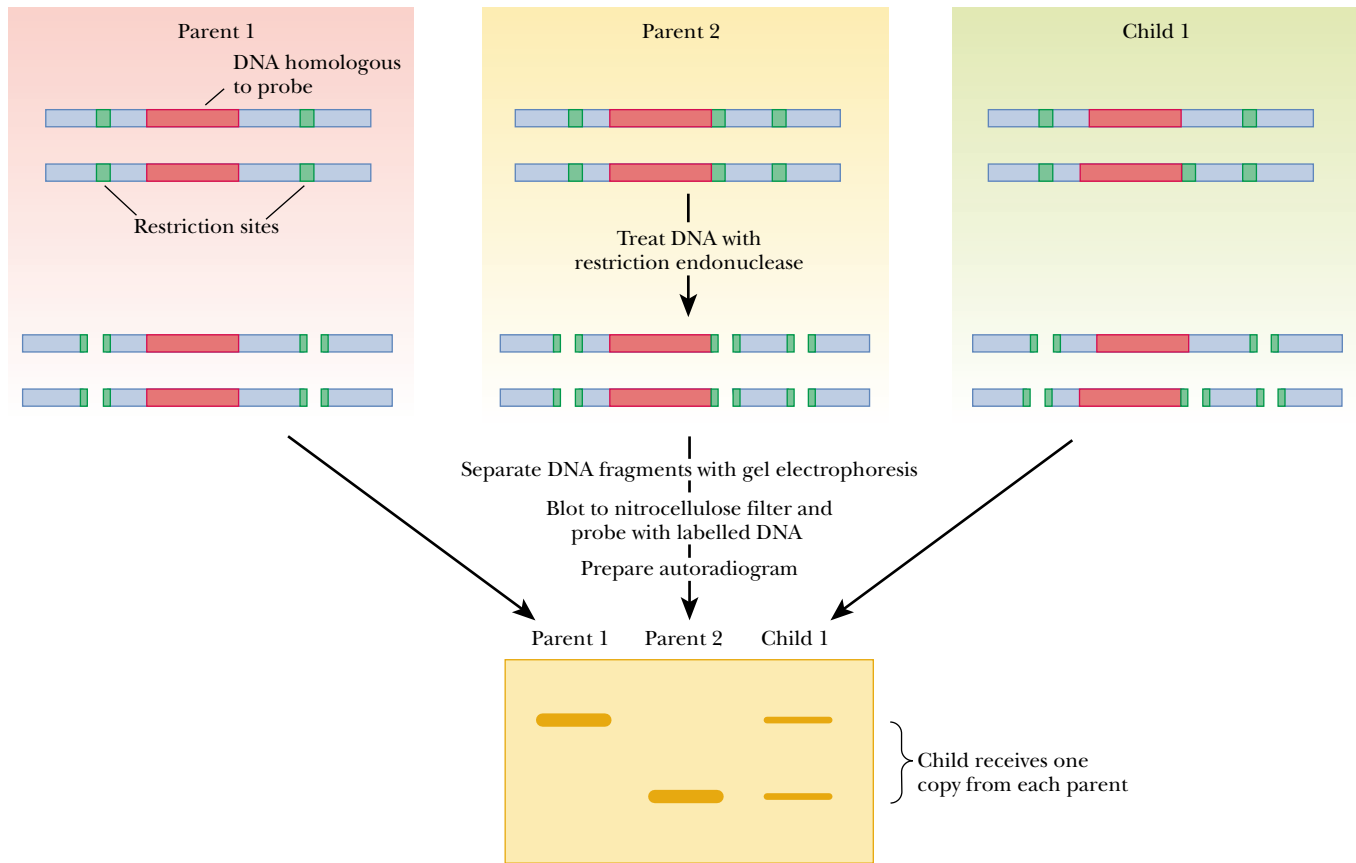 Parent 1
DNA homologous
to probe
Restriction sites
Parent 2
Treat DNA with
restriction endonuclease
Child 1
Separate DNA fragments with gel electrophoresis
Blot to nitrocellulose filter and
probe with labelled DNA
Prepare autoradiogram
Parent 1
Parent 2
Child 1
Child receives one
copy from each parent